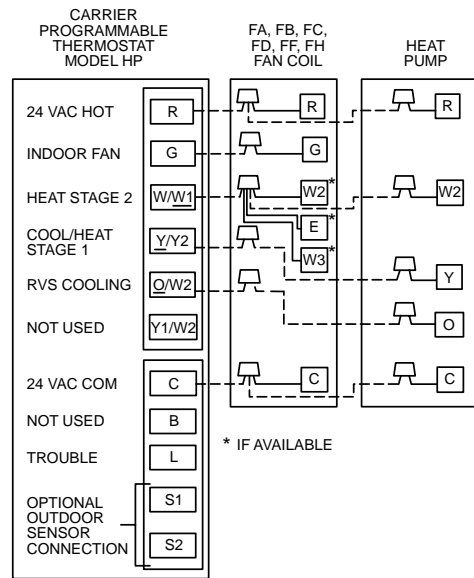 CARRIER
PROGRAMMABLE
THERMOSTAT
MODEL HP
FA, FB, FC,
FD, FF, FH
FAN COIL
HEAT
PUMP
24 VAC HOT
R
R
R
INDOOR FAN
G
G
HEAT STAGE 2
W/W1
W2*
W2
E*
COOL/HEAT
STAGE 1
Y/Y2
W3*
Y
RVS COOLING
O/W2
O
NOT USED
Y1/W2
24 VAC COM
C
C
C
NOT USED
B
* IF AVAILABLE
TROUBLE
L
OPTIONAL
OUTDOOR
SENSOR
CONNECTION
S1
S2